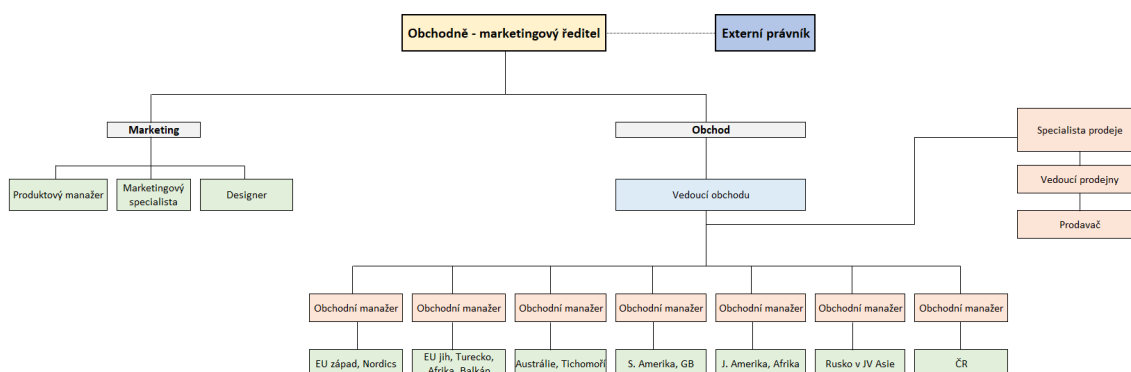 Obchodně - marketingový ředitel
Externí právník
Marketing
Obchod
Specialista prodeje
Produktový manažer
Marketingový
specialista
Designer
Vedoucí obchodu
Vedoucí prodejny
Prodavač
Obchodní manažer
Obchodní manažer
Obchodní manažer
Obchodní manažer
Obchodní manažer
Obchodní manažer
Obchodní manažer
EU západ, Nordics
EU jih, Turecko,
Afrika, Balkán
Austrálie, Tichomoří
S. Amerika, GB
J. Amerika, Afrika
Rusko v JV Asie
ČR